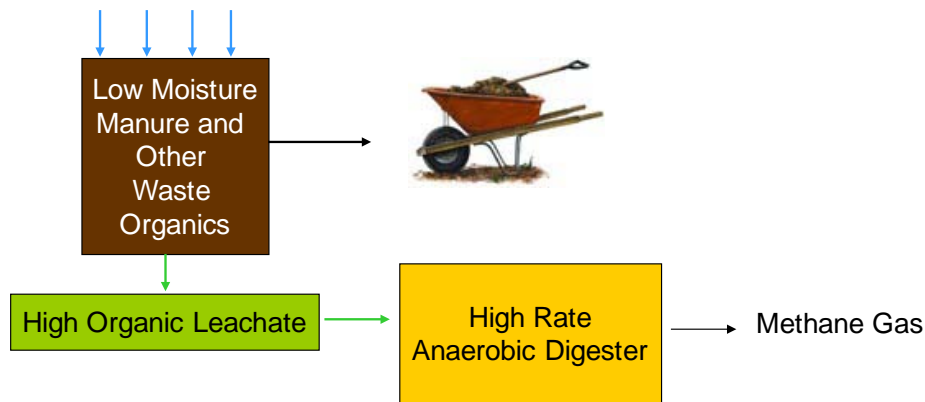 Low Moisture
Manure and
Other
Waste
Organics
High Organic Leachate
High Rate
Anaerobic Digester
Methane Gas